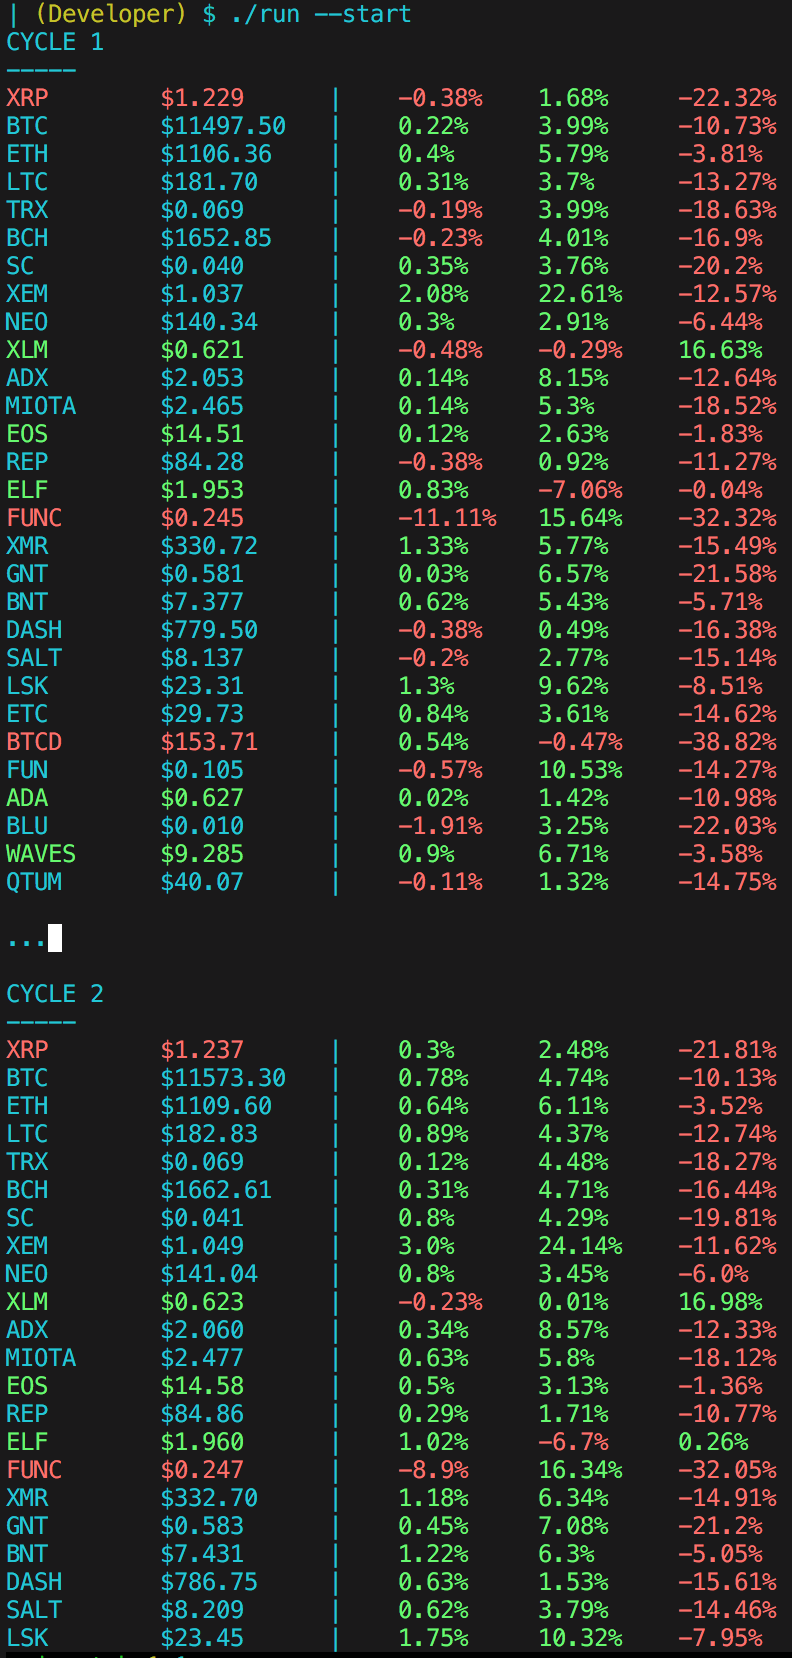 | (Developer) $ ./run --start
CYCLE 1
-----
XRP $1.229 | -0.38% 1.68% -22.32%
BTC $11497.50 | 0.22% 3.99% -10.73%
ETH $1106.36 | 0.4% 5.79% -3.81%
LTC $181.70 | 0.31% 3.7% -13.27%
TRX $0.069 | -0.19% 3.99% -18.63%
BCH $1652.85 | -0.23% 4.01% -16.9%
SC $0.040 | 0.35% 3.76% -20.2%
XEM $1.037 | 2.08% 22.61% -12.57%
NEO $140.34 | 0.3% 2.91% -6.44%
XLM $0.621 | -0.48% -0.29% 16.63%
ADX $2.053 | 0.14% 8.15% -12.64%
MIOTA $2.465 | 0.14% 5.3% -18.52%
EOS $14.51 | 0.12% 2.63% -1.83%
REP $84.28 | -0.38% 0.92% -11.27%
ELF $1.953 | 0.83% -7.06% -0.04%
FUNC $0.245 | -11.11% 15.64% -32.32%
XMR $330.72 | 1.33% 5.77% -15.49%
GNT $0.581 | 0.03% 6.57% -21.58%
BNT $7.377 | 0.62% 5.43% -5.71%
DASH $779.50 | -0.38% 0.49% -16.38%
SALT $8.137 | -0.2% 2.77% -15.14%
LSK $23.31 | 1.3% 9.62% -8.51%
ETC $29.73 | 0.84% 3.61% -14.62%
BTCD $153.71 | 0.54% -0.47% -38.82%
FUN $0.105 | -0.57% 10.53% -14.27%
ADA $0.627 | 0.02% 1.42% -10.98%
BLU $0.010 | -1.91% 3.25% -22.03%
WAVES $9.285 | 0.9% 6.71% -3.58%
QTUM $40.07 | -0.11% 1.32% -14.75%
...
CYCLE 2
-----
XRP $1.237 | 0.3% 2.48% -21.81%
BTC $11573.30 | 0.78% 4.74% -10.13%
ETH $1109.60 | 0.64% 6.11% -3.52%
LTC $182.83 | 0.89% 4.37% -12.74%
TRX $0.069 | 0.12% 4.48% -18.27%
BCH $1662.61 | 0.31% 4.71% -16.44%
SC $0.041 | 0.8% 4.29% -19.81%
XEM $1.049 | 3.0% 24.14% -11.62%
NEO $141.04 | 0.8% 3.45% -6.0%
XLM $0.623 | -0.23% 0.01% 16.98%
ADX $2.060 | 0.34% 8.57% -12.33%
MIOTA $2.477 | 0.63% 5.8% -18.12%
EOS $14.58 | 0.5% 3.13% -1.36%
REP $84.86 | 0.29% 1.71% -10.77%
ELF $1.960 | 1.02% -6.7% 0.26%
FUNC $0.247 | -8.9% 16.34% -32.05%
XMR $332.70 | 1.18% 6.34% -14.91%
GNT $0.583 | 0.45% 7.08% -21.2%
BNT $7.431 | 1.22% 6.3% -5.05%
DASH $786.75 | 0.63% 1.53% -15.61%
SALT $8.209 | 0.62% 3.79% -14.46%
LSK $23.45 | 1.75% 10.32% -7.95%